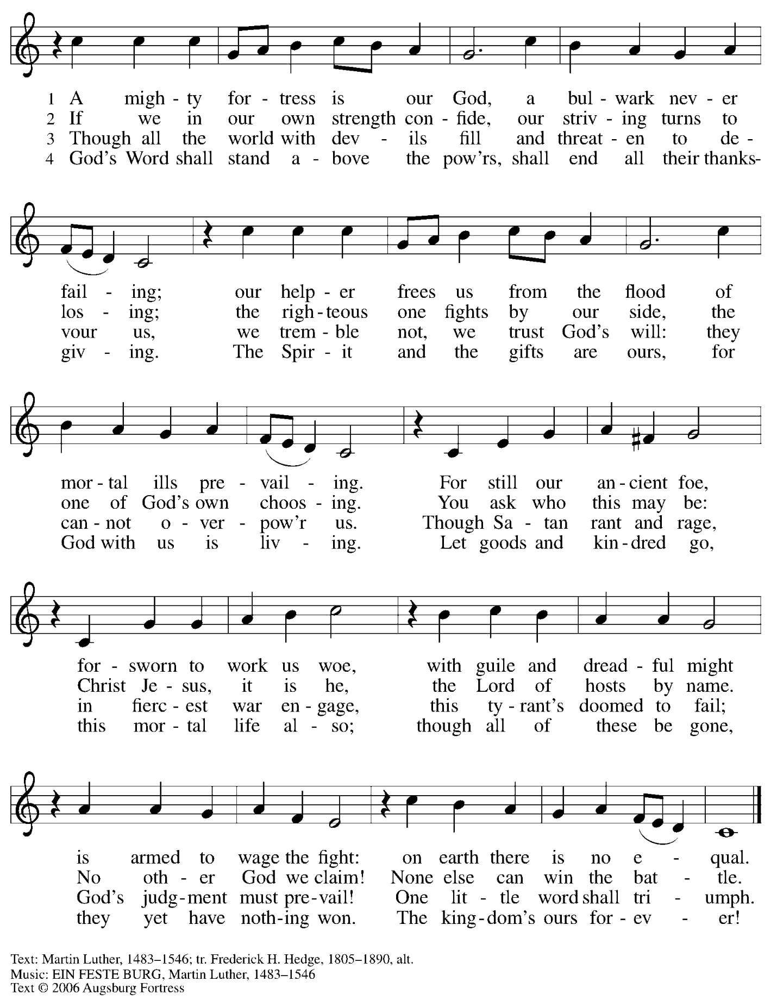 1 A migh - ty for - tress is our God, a bul - wark nev - er
2 If we in our own strength con - fide, our striv - ing turns to
3 Though all the world with dev - ils fill and threat - en to de -
4 God's Word shall stand a - bove the pow'rs, shall end all their thanks-
fail - ing; our help - er frees us from the flood of
los - ing; the righ - teous one fights by our side, the
vour us, we trem - ble not, we trust God's will: they
giv - ing. The Spir - it and the gifts are ours, for
mor - tal ills pre - vail - ing. For still our an - cient foe,
one of God's own choos - ing. You ask who this may be:
can - not o - ver - pow'r us. Though Sa - tan rant and rage,
God with us is liv - ing. Let goods and kin - dred go,
for - sworn to work us woe, with guile and dread - ful might
Christ Je - sus, it is he, the Lord of hosts by name.
in fierc - est war en - gage, this ty - rant's doomed to fail;
this mor - tal life al - so; though all of these be gone,
is armed to wage the fight: on earth there is no e - qual.
No oth - er God we claim! None else can win the bat - tle.
God's judg - ment must pre - vail! One lit - tle word shall tri - umph.
they yet have noth - ing won. The king - dom's ours for - ev - er!
Text: Martin Luther, 1483–1546; tr. Frederick H. Hedge, 1805–1890, alt.
Music: EIN FESTE BURG, Martin Luther, 1483–1546
Text © 2006 Augsburg Fortress